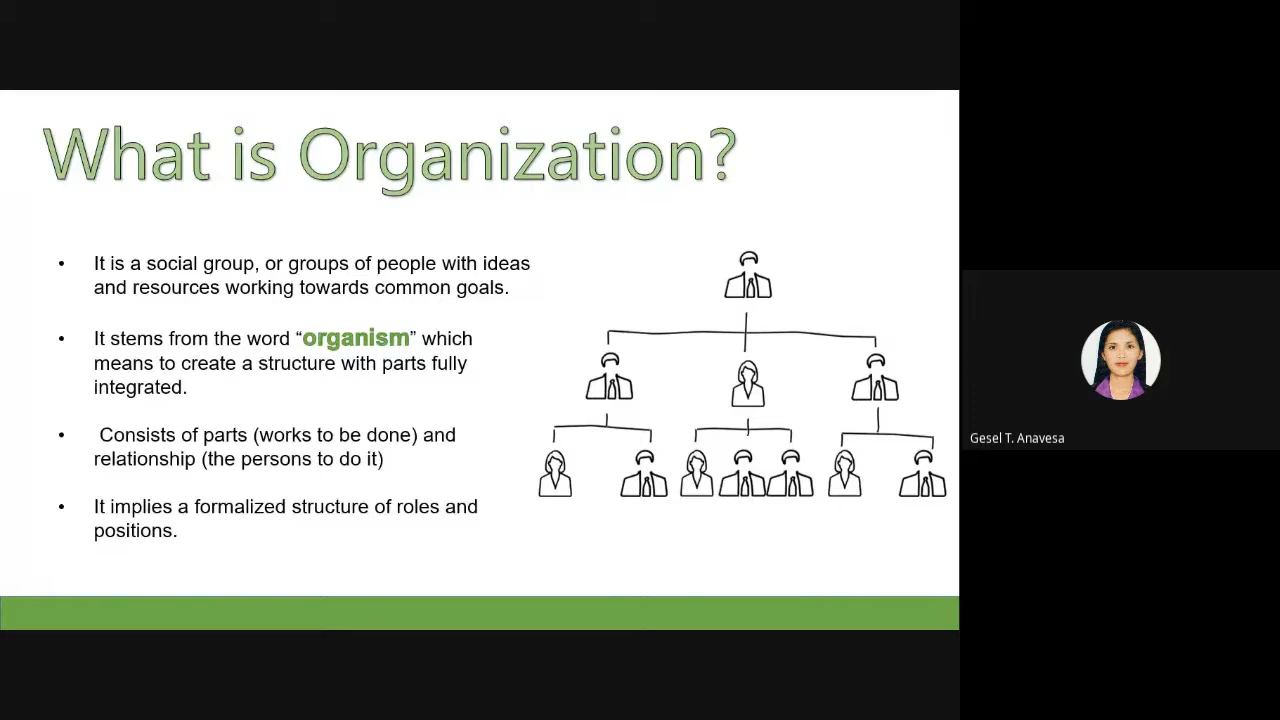 What is Organization?
• It is a social group, or groups of people with ideas
and resources working towards common goals.
• It stems from the word “organism” which
means to create a structure with parts fully
integrated.
• Consists of parts (works to be done) and
relationship (the persons to do it)
• It implies a formalized structure of roles and
positions.
Gesel T. Anavesa